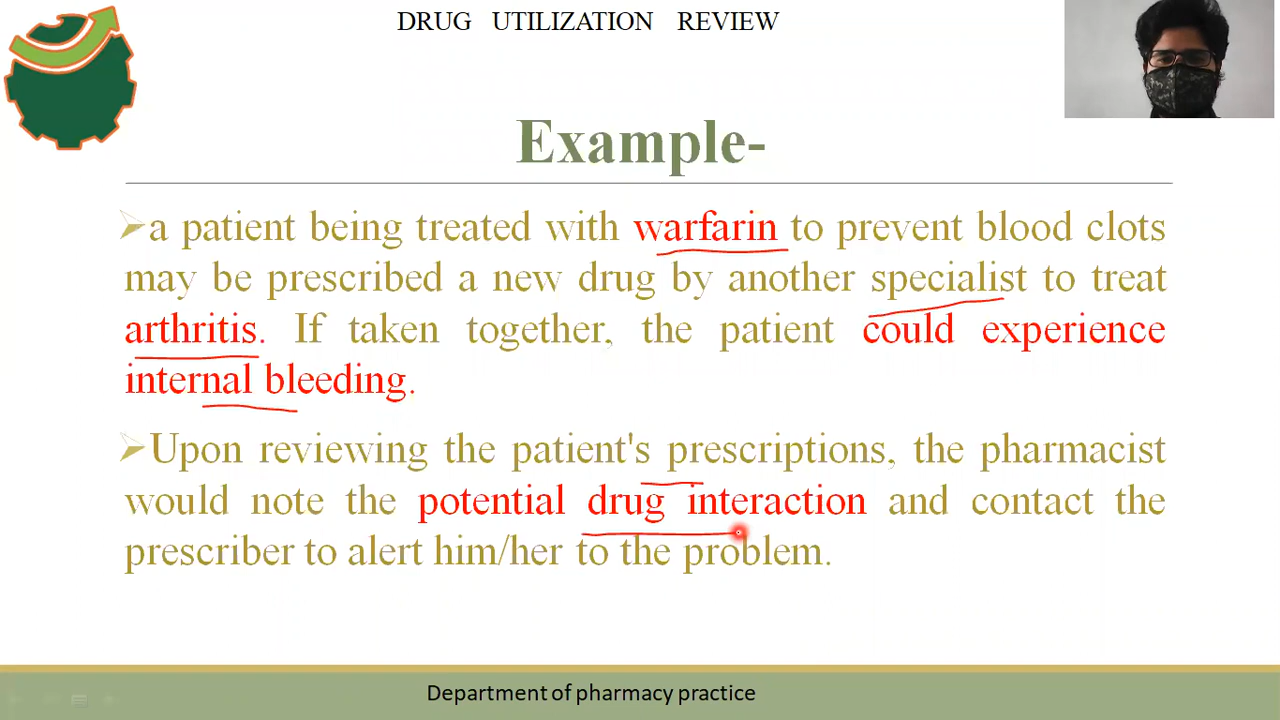 DRUG UTILIZATION REVIEW
Example-
a patient being treated with warfarin to prevent blood clots
may be prescribed a new drug by another specialist to treat
arthritis. If taken together, the patient could experience
internal bleeding.
Upon reviewing the patient's prescriptions, the pharmacist
would note the potential drug interaction and contact the
prescriber to alert him/her to the problem.
Department of pharmacy practice